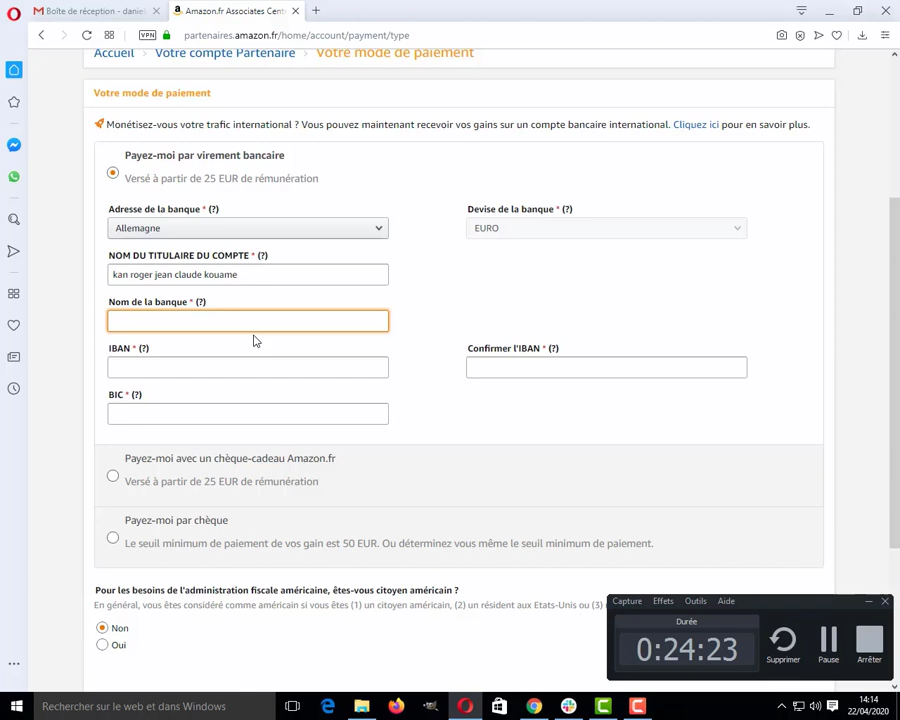 Boîte de réception - daniel
Amazon.fr Associates Cent
VPN
partenaires.amazon.fr/home/account/payment/type
Accueil Votre compte Partenaire Votre mode de paiement
Votre mode de paiement
Monétisez-vous votre trafic international ? Vous pouvez maintenant recevoir vos gains sur un compte bancaire international. Cliquez ici pour en savoir plus.
Payez-moi par virement bancaire
Versé à partir de 25 EUR de rémunération
Adresse de la banque * (?)
Devise de la banque * (?)
Allemagne
EURO
NOM DU TITULAIRE DU COMPTE * (?)
kan roger jean claude kouame
Nom de la banque * (?)
IBAN * (?)
Confirmer l'IBAN * (?)
BIC * (?)
Payez-moi avec un chèque-cadeau Amazon.fr
Versé à partir de 25 EUR de rémunération
Payez-moi par chèque
Le seuil minimum de paiement de vos gain est 50 EUR. Ou déterminez vous même le seuil minimum de paiement.
Pour les besoins de l'administration fiscale américaine, êtes-vous citoyen américain ?
En général, vous êtes considéré comme américain si vous êtes (1) un citoyen américain, (2) un résident aux Etats-Unis ou (3)
Non
Oui
Capture Effets Outils Aide
Durée
0:24:23
Supprimer Pause Arrêter
Rechercher sur le web et dans Windows
14:14
22/04/2020